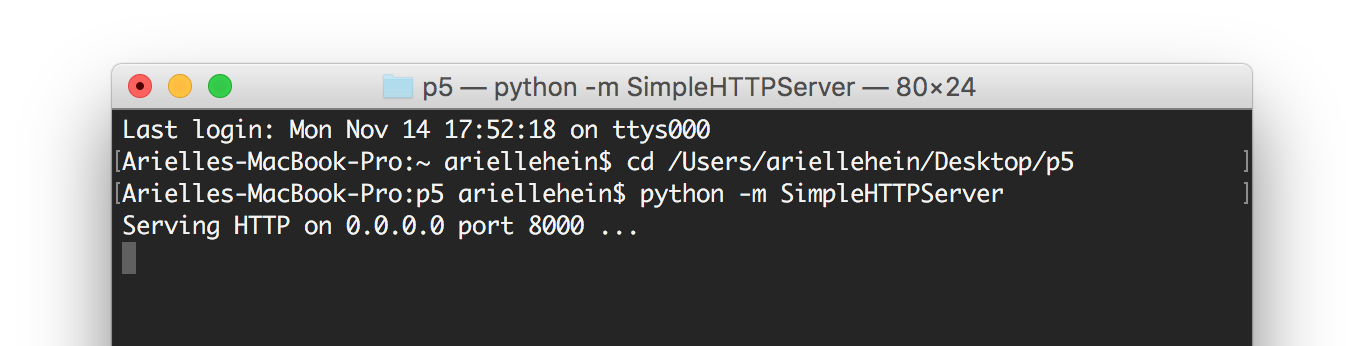 p5 — python -m SimpleHTTPServer — 80×24
Last login: Mon Nov 14 17:52:18 on ttys000
[Arielles-MacBook-Pro:~ ariellehein$ cd /Users/ariellehein/Desktop/p5 ]
[Arielles-MacBook-Pro:p5 ariellehein$ python -m SimpleHTTPServer ]
Serving HTTP on 0.0.0.0 port 8000 ...